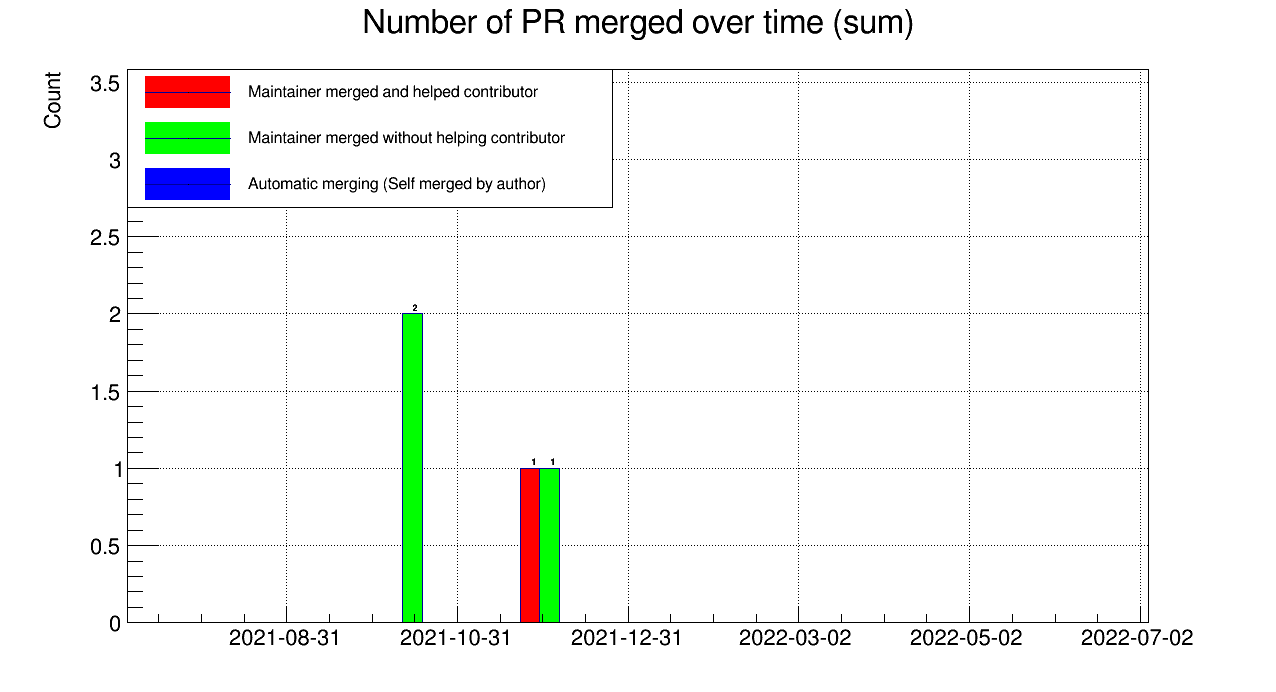 Number of PR merged over time (sum)
Count
3.5
Maintainer merged and helped contributor
Maintainer merged without helping contributor
3
Automatic merging (Self merged by author)
2.5
2
2
1.5
1
1 1
0.5
0
2021-08-31 2021-10-31 2021-12-31 2022-03-02 2022-05-02 2022-07-02